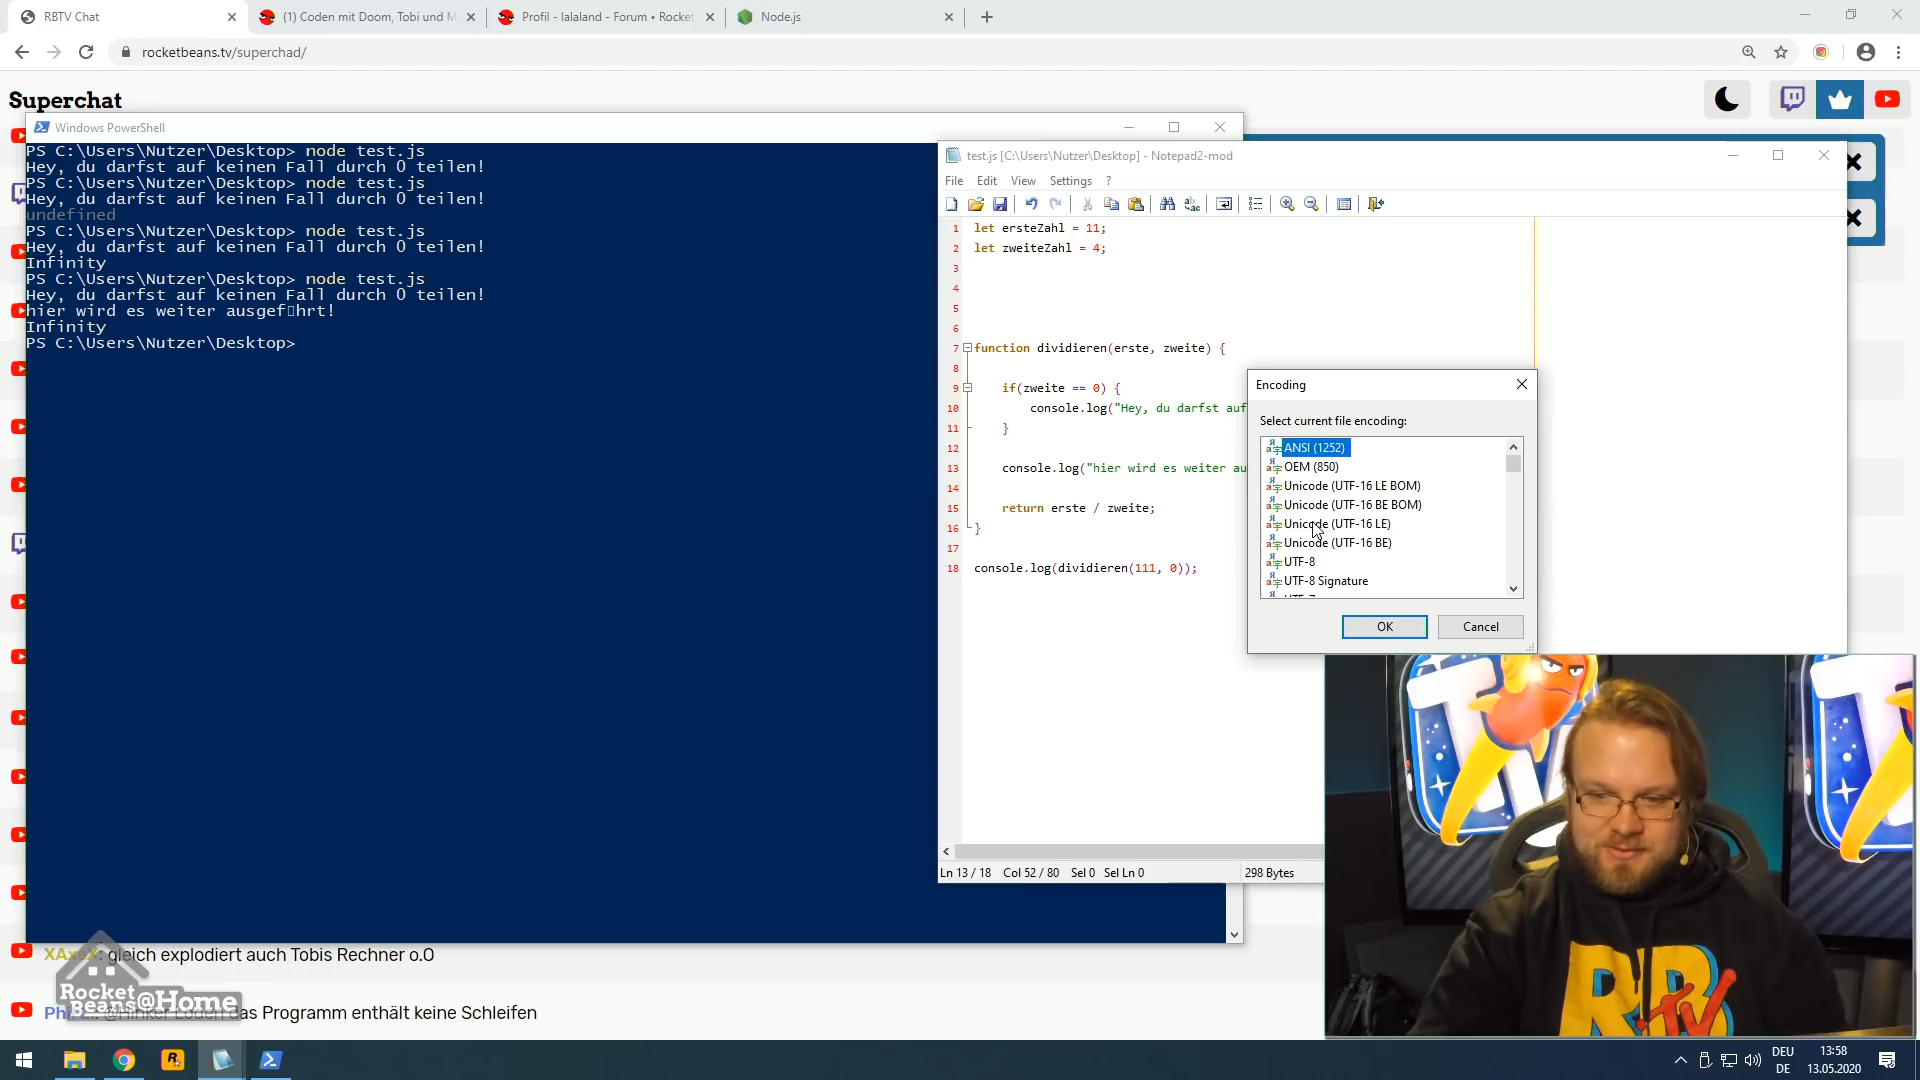 RBTV Chat
(1) Coden mit Doom, Tobi und M
Profil - lalaland - Forum • Rocket
Node.js
rocketbeans.tv/superchad/
Superchat
Windows PowerShell
PS C:\Users\Nutzer\Desktop> node test.js
Hey, du darfst auf keinen Fall durch 0 teilen!
PS C:\Users\Nutzer\Desktop> node test.js
Hey, du darfst auf keinen Fall durch 0 teilen!
undefined
PS C:\Users\Nutzer\Desktop> node test.js
Hey, du darfst auf keinen Fall durch 0 teilen!
Infinity
PS C:\Users\Nutzer\Desktop> node test.js
Hey, du darfst auf keinen Fall durch 0 teilen!
hier wird es weiter ausgef▯hrt!
Infinity
PS C:\Users\Nutzer\Desktop>
test.js [C:\Users\Nutzer\Desktop] - Notepad2-mod
File Edit View Settings ?
1 let ersteZahl = 11;
2 let zweiteZahl = 4;
3
4
5
6
7 function dividieren(erste, zweite) {
8
9 if(zweite == 0) {
10 console.log("Hey, du darfst auf
11 }
12
13 console.log("hier wird es weiter au
14
15 return erste / zweite;
16 }
17
18 console.log(dividieren(111, 0));
Ln 13 / 18 Col 52 / 80 Sel 0 Sel Ln 0 298 Bytes
Encoding
Select current file encoding:
ANSI (1252)
OEM (850)
Unicode (UTF-16 LE BOM)
Unicode (UTF-16 BE BOM)
Unicode (UTF-16 LE)
Unicode (UTF-16 BE)
UTF-8
UTF-8 Signature
OK
Cancel
RBTV
gleich explodiert auch Tobis Rechner o.O
das Programm enthält keine Schleifen
Rocket
Beans@Home
DEU
DE
13:58
13.05.2020